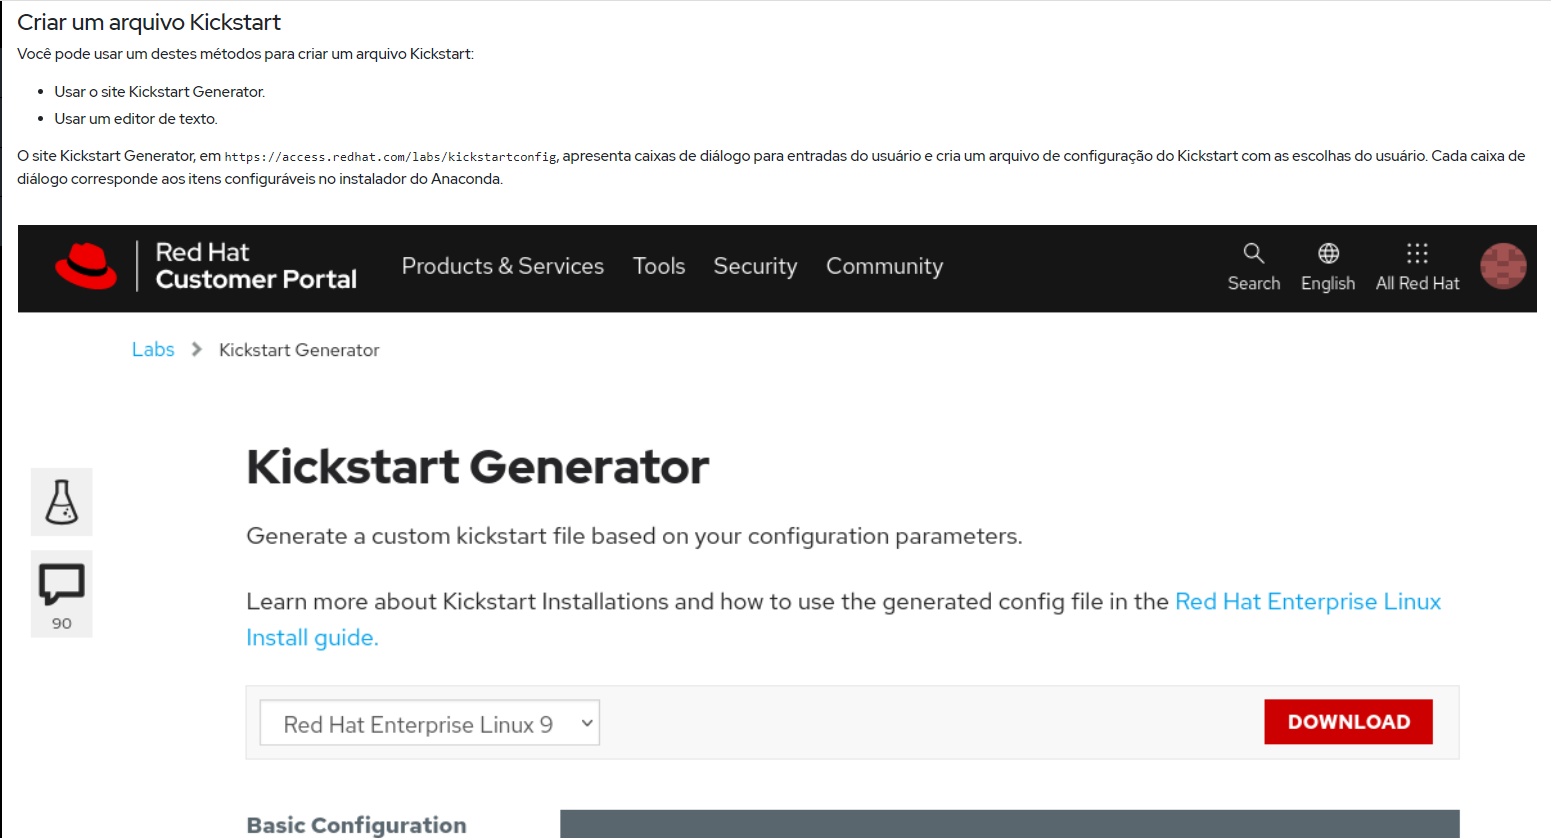 Criar um arquivo Kickstart
Você pode usar um destes métodos para criar um arquivo Kickstart:
Usar o site Kickstart Generator.
Usar um editor de texto.
O site Kickstart Generator, em https://access.redhat.com/labs/kickstartconfig, apresenta caixas de diálogo para entradas do usuário e cria um arquivo de configuração do Kickstart com as escolhas do usuário. Cada caixa de
diálogo corresponde aos itens configuráveis no instalador do Anaconda.
Red Hat
Customer Portal
Products & Services Tools Security Community
Search English All Red Hat
Labs > Kickstart Generator
Kickstart Generator
Generate a custom kickstart file based on your configuration parameters.
90
Learn more about Kickstart Installations and how to use the generated config file in the Red Hat Enterprise Linux
Install guide.
Red Hat Enterprise Linux 9
DOWNLOAD
Basic Configuration